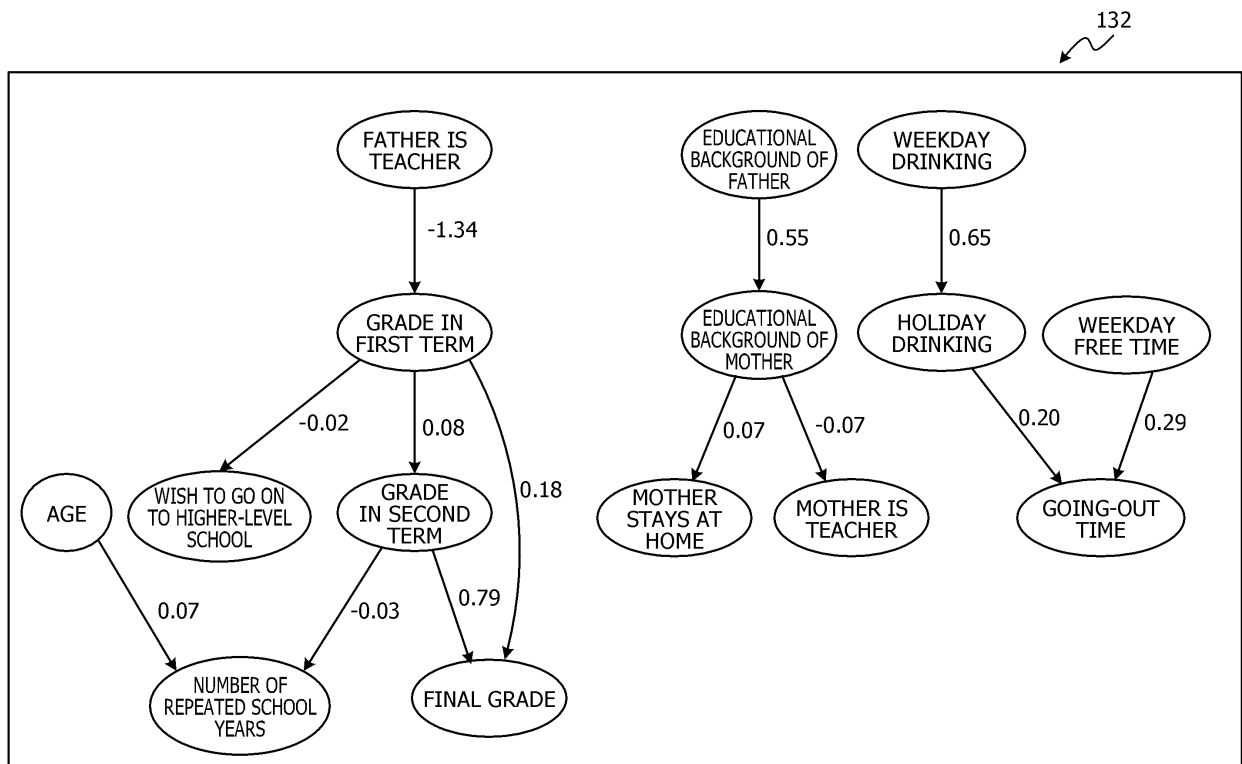 132
FATHER IS
TEACHER
EDUCATIONAL
BACKGROUND OF
FATHER
WEEKDAY
DRINKING
-1.34
0.55
0.65
GRADE IN
FIRST TERM
EDUCATIONAL
BACKGROUND OF
MOTHER
HOLIDAY
DRINKING
WEEKDAY
FREE TIME
-0.02
0.08
0.18
0.07
-0.07
0.20
0.29
AGE
WISH TO GO ON
TO HIGHER-LEVEL
SCHOOL
GRADE
IN SECOND
TERM
MOTHER
STAYS AT
HOME
MOTHER IS
TEACHER
GOING-OUT
TIME
0.07
-0.03
0.79
NUMBER OF
REPEATED SCHOOL
YEARS
FINAL GRADE